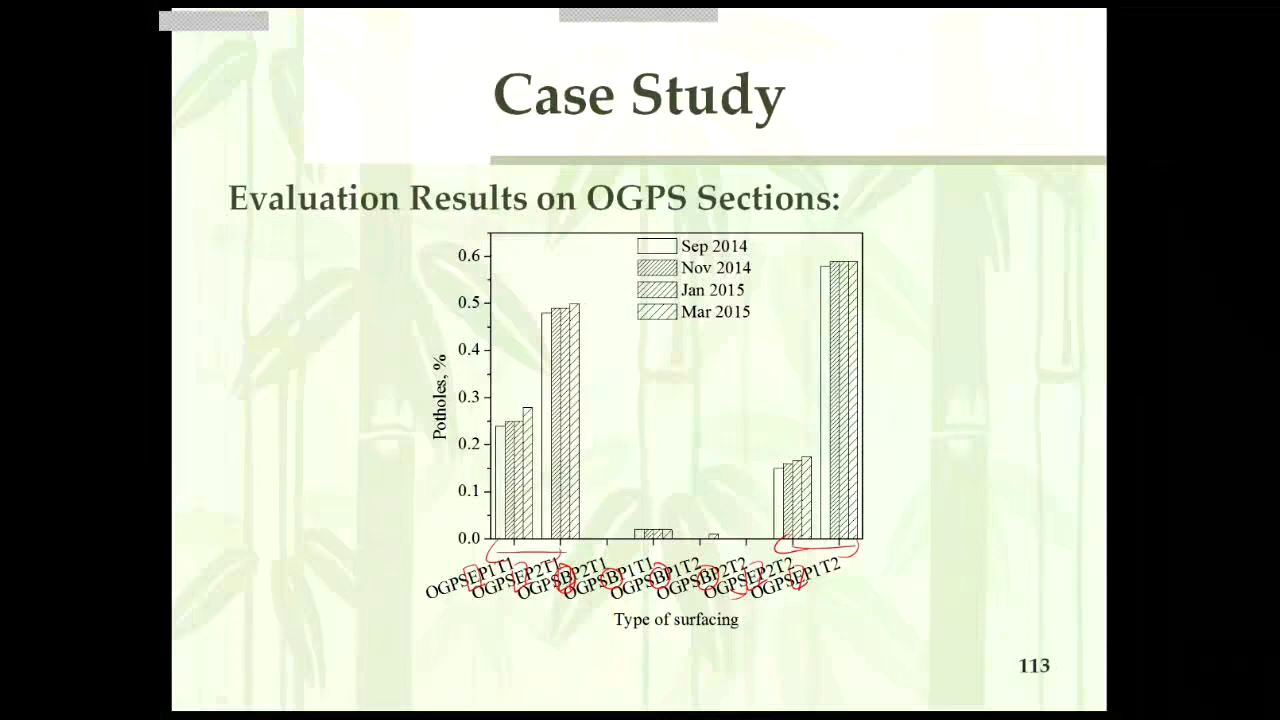 Case Study
Evaluation Results on OGPS Sections:
Sep 2014
Nov 2014
Jan 2015
Mar 2015
0.6
0.5
0.4
0.3
0.2
0.1
0.0
Potholes, %
OGPSEP1T1
OGPSEP2T1
OGPSBP2T1
OGPSBP1T1
OGPSBP1T2
OGPSBP2T2
OGPSEP2T2
OGPSEP1T2
Type of surfacing
113